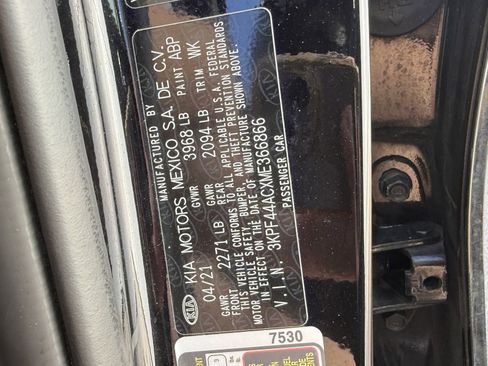 MANUFACTURED BY
KIA KIA MOTORS MEXICO S.A. DE C.V.
04/21 GVWR 3968 LB PAINT ABP
GAWR FRONT 2271 LB GAWR REAR 2094 LB TRIM WK
THIS VEHICLE CONFORMS TO ALL APPLICABLE U.S.A. FEDERAL
MOTOR VEHICLE SAFETY, BUMPER, AND THEFT PREVENTION STANDARDS
IN EFFECT ON THE DATE OF MANUFACTURE SHOWN ABOVE.
V.I.N. 3KPF44ACXME366866
PASSENGER CAR
7530